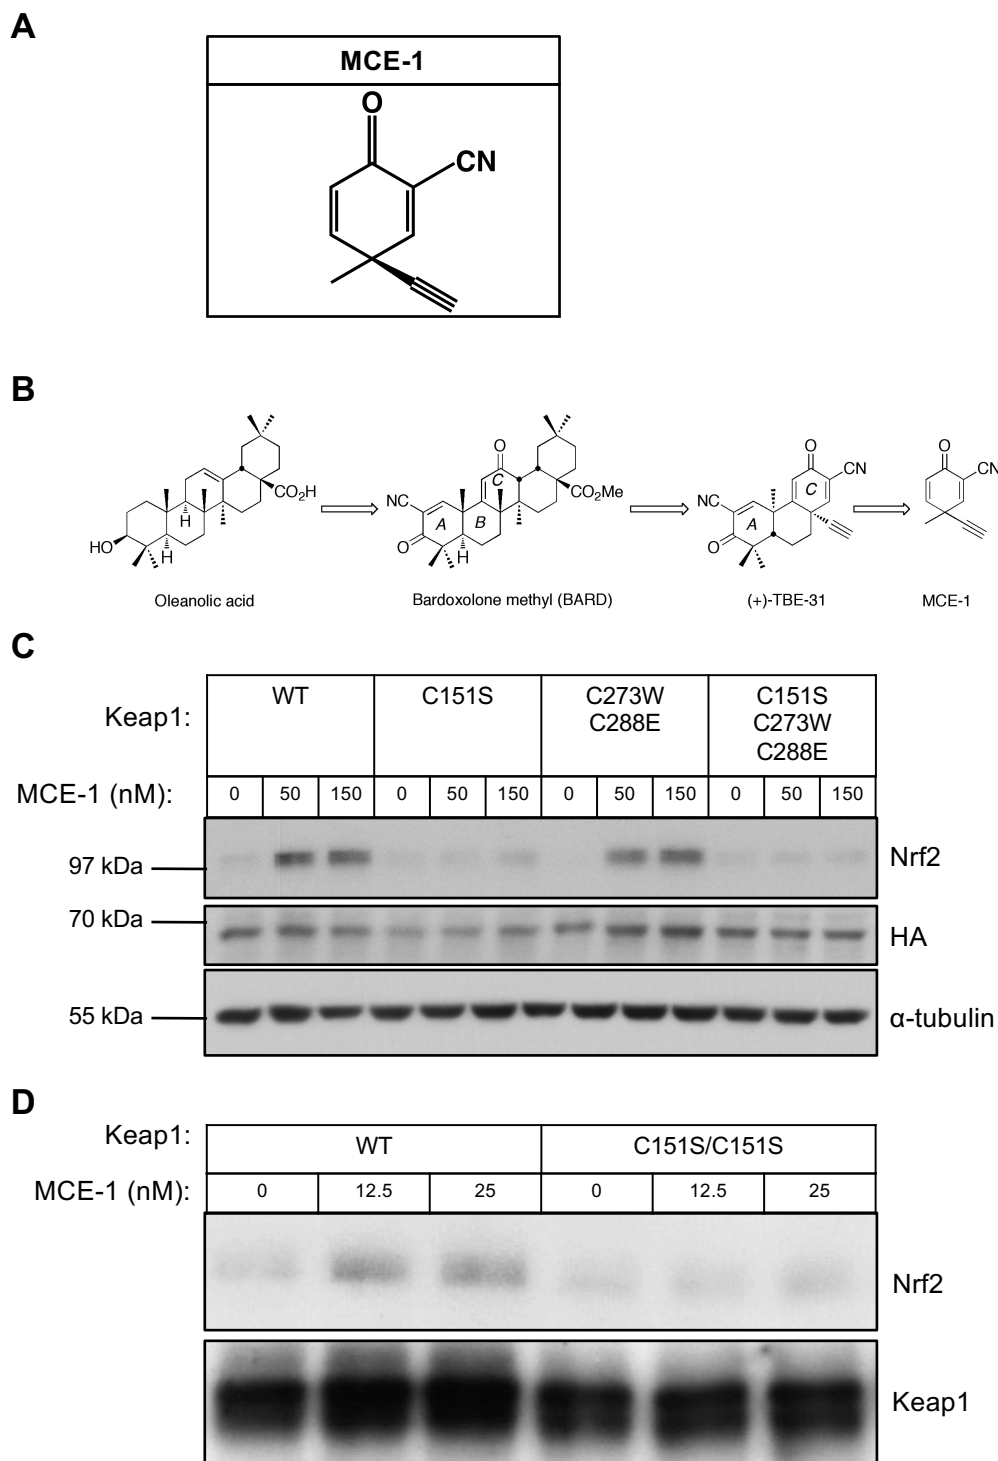 A
MCE-1
O
CN
B
O
CN
O
C
NC
CO₂H
A
B
CO₂Me
C
H
HO
H
O
H
NC
A
O
O
CN
Oleanolic acid
Bardoxolone methyl (BARD)
(+)-TBE-31
MCE-1
C
Keap1:
WT
C151S
C273W
C288E
C151S
C273W
C288E
MCE-1 (nM):
0 50 150 0 50 150 0 50 150 0 50 150
97 kDa
Nrf2
70 kDa
HA
55 kDa
α-tubulin
D
Keap1:
WT
C151S/C151S
MCE-1 (nM):
0 12.5 25 0 12.5 25
Nrf2
Keap1